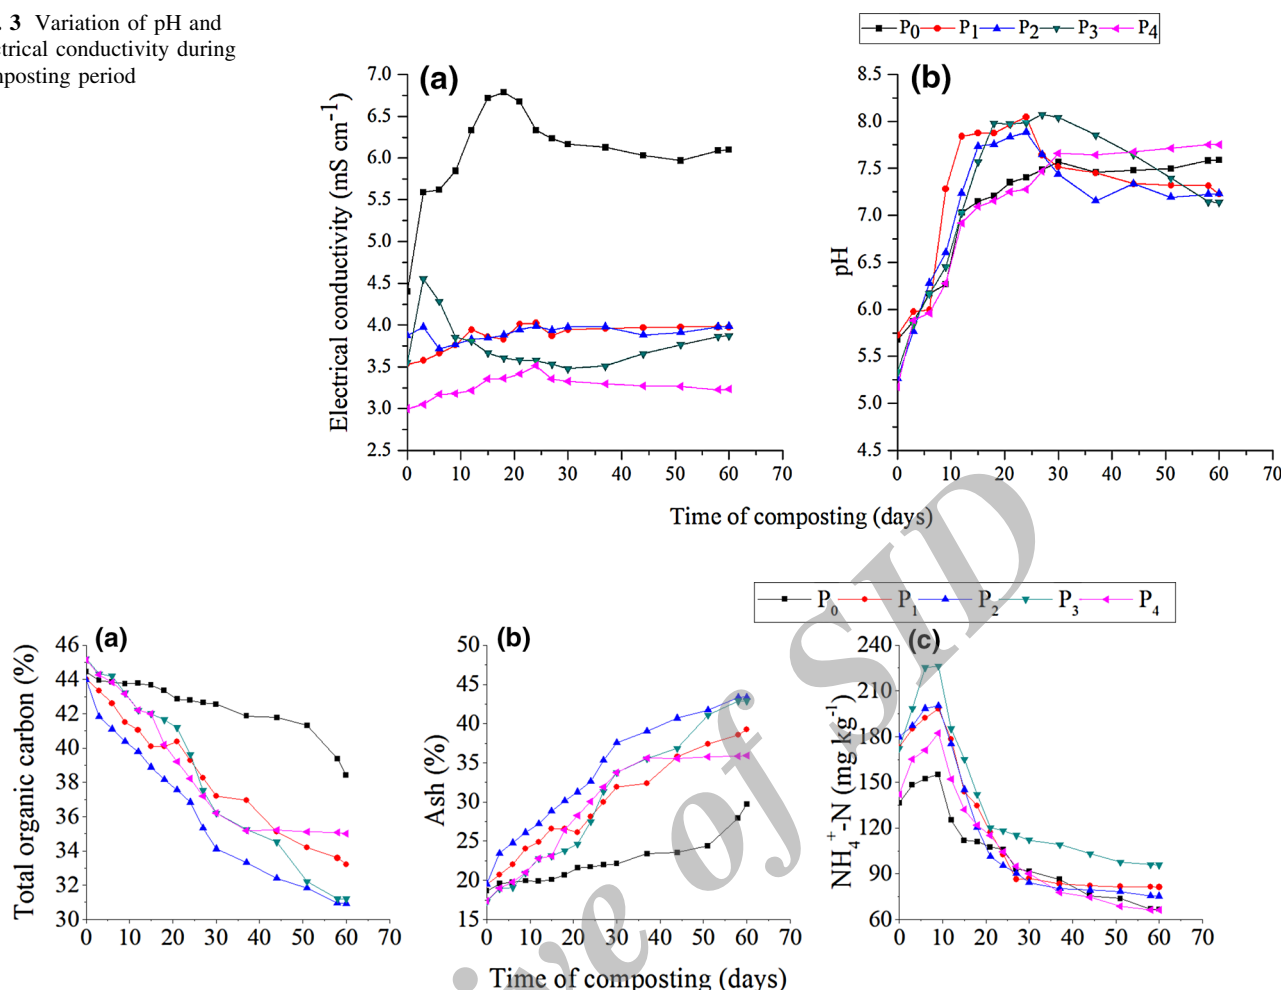 . 3 Variation of pH and
ctrical conductivity during
mposting period
P0 P1 P2 P3 P4
(a)
7.0
6.5
6.0
5.5
5.0
4.5
4.0
3.5
3.0
2.5
Electrical conductivity (mS cm⁻¹)
0 10 20 30 40 50 60 70
(b)
8.5
8.0
7.5
7.0
6.5
6.0
5.5
5.0
4.5
pH
0 10 20 30 40 50 60 70
Time of composting (days)
P0 P1 P2 P3 P4
(a)
46
44
42
40
38
36
34
32
30
Total organic carbon (%)
0 10 20 30 40 50 60 70
(b)
50
45
40
35
30
25
20
15
Ash (%)
0 10 20 30 40 50 60 70
(c)
240
210
180
150
120
90
60
NH₄⁺-N (mg kg⁻¹)
0 10 20 30 40 50 60 70
Time of composting (days)
ive of SID